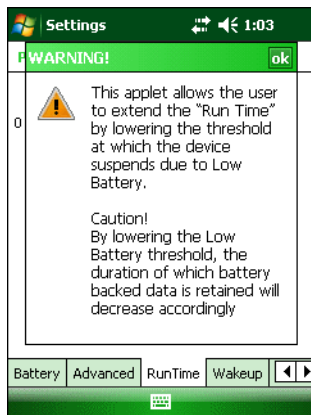 Settings 1:03
P
WARNING! ok
This applet allows the user
to extend the "Run Time"
by lowering the threshold
at which the device
suspends due to Low
Battery.
0
Caution!
By lowering the Low
Battery threshold, the
duration of which battery
backed data is retained will
decrease accordingly
Battery Advanced RunTime Wakeup